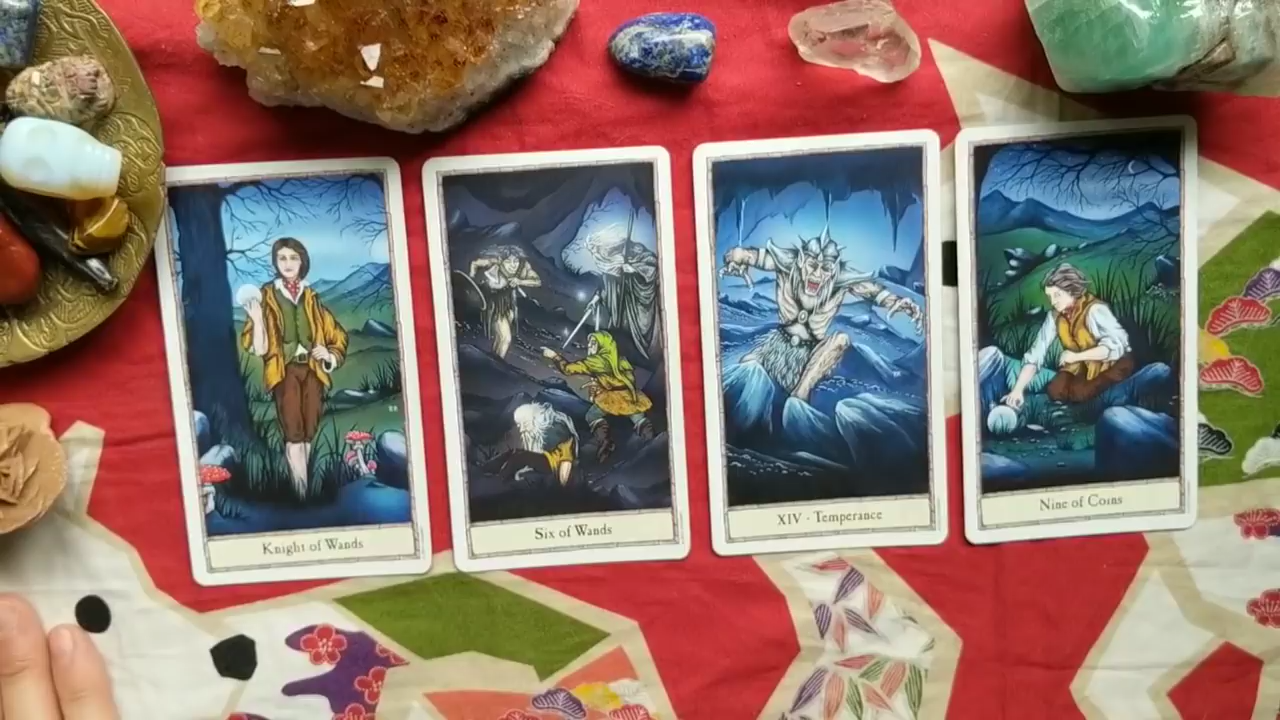 Knight of Wands
Six of Wands
XIV · Temperance
Nine of Coins